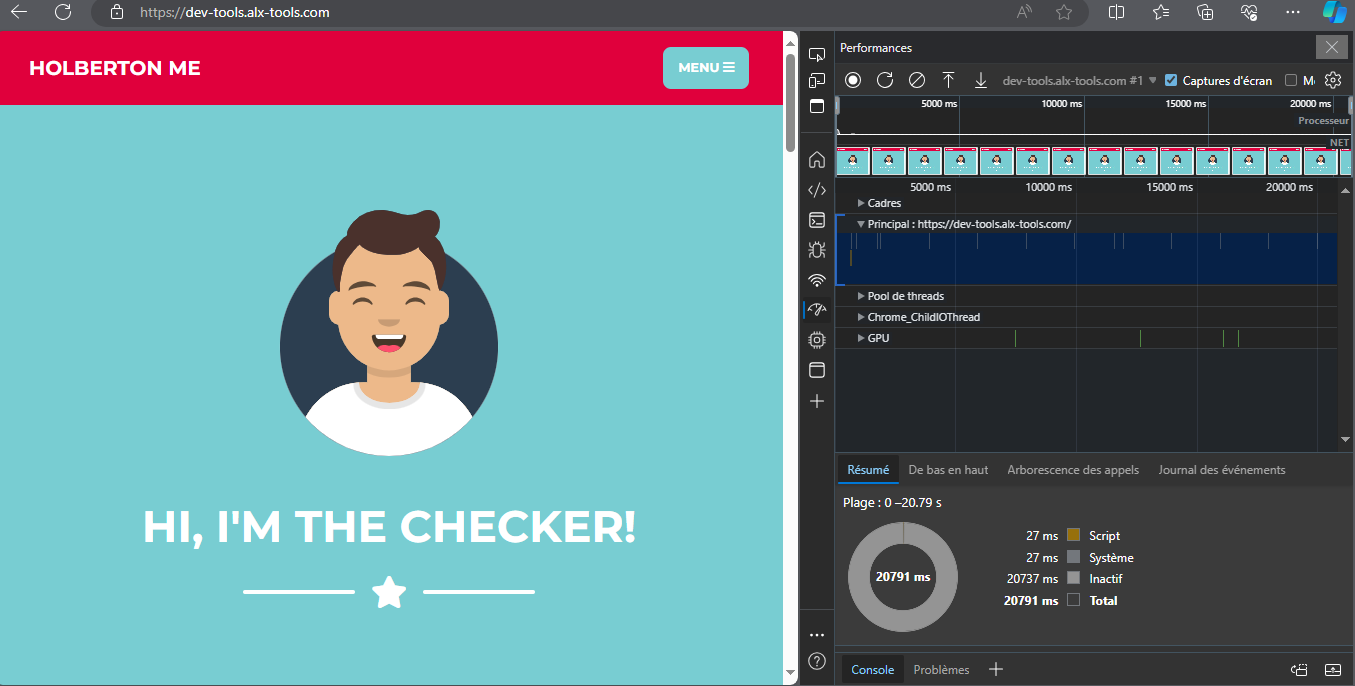 https://dev-tools.alx-tools.com
HOLBERTON ME
MENU
HI, I'M THE CHECKER!
Performances
dev-tools.alx-tools.com #1
Captures d'écran
5000 ms 10000 ms 15000 ms 20000 ms
Processeur
NET
5000 ms 10000 ms 15000 ms 20000 ms
Cadres
Principal : https://dev-tools.alx-tools.com/
Pool de threads
Chrome_ChildIOThread
GPU
Résumé De bas en haut Arborescence des appels Journal des événements
Plage : 0 –20.79 s
20791 ms
27 ms Script
27 ms Système
20737 ms Inactif
20791 ms Total
Console Problèmes